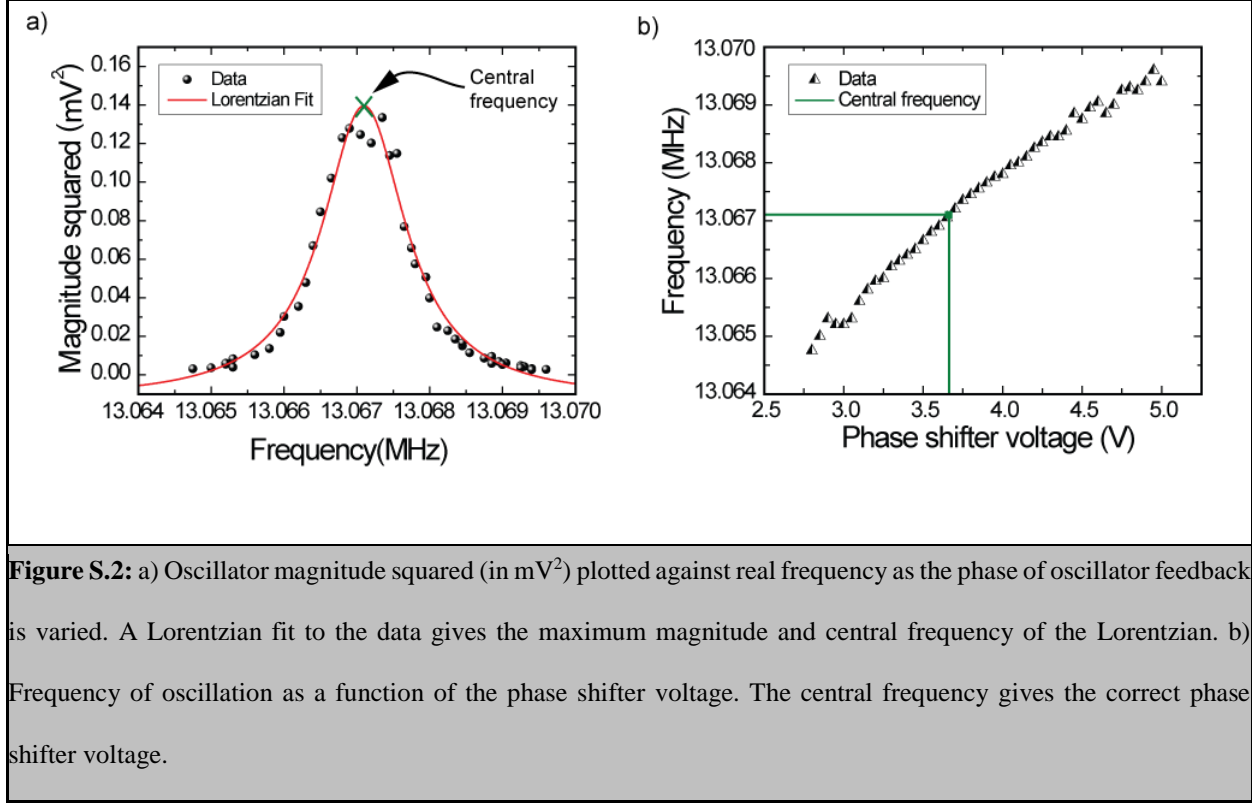 a)
Magnitude squared (mV²)
0.16
0.14
0.12
0.10
0.08
0.06
0.04
0.02
0.00
Data
Lorentzian Fit
Central
frequency
13.064 13.065 13.066 13.067 13.068 13.069 13.070
Frequency(MHz)
b)
Frequency (MHz)
13.070
13.069
13.068
13.067
13.066
13.065
13.064
Data
Central frequency
2.5 3.0 3.5 4.0 4.5 5.0
Phase shifter voltage (V)
Figure S.2: a) Oscillator magnitude squared (in mV²) plotted against real frequency as the phase of oscillator feedback
is varied. A Lorentzian fit to the data gives the maximum magnitude and central frequency of the Lorentzian. b)
Frequency of oscillation as a function of the phase shifter voltage. The central frequency gives the correct phase
shifter voltage.